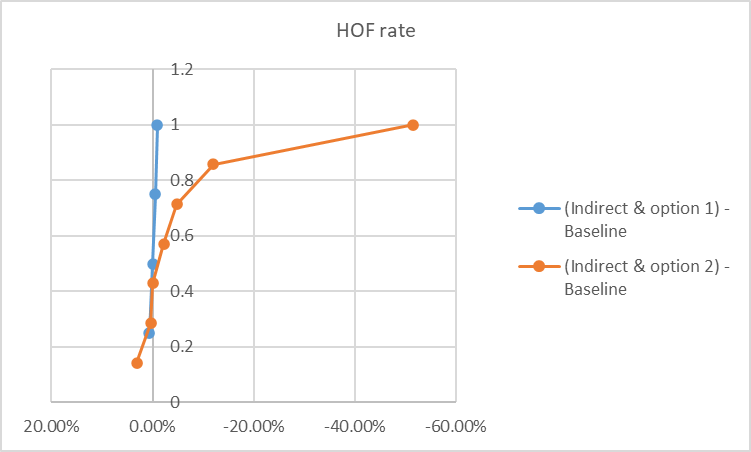 HOF rate
1.2
1
0.8
0.6
0.4
0.2
0
20.00%
0.00%
-20.00%
-40.00%
-60.00%
(Indirect & option 1) -
Baseline
(Indirect & option 2) -
Baseline